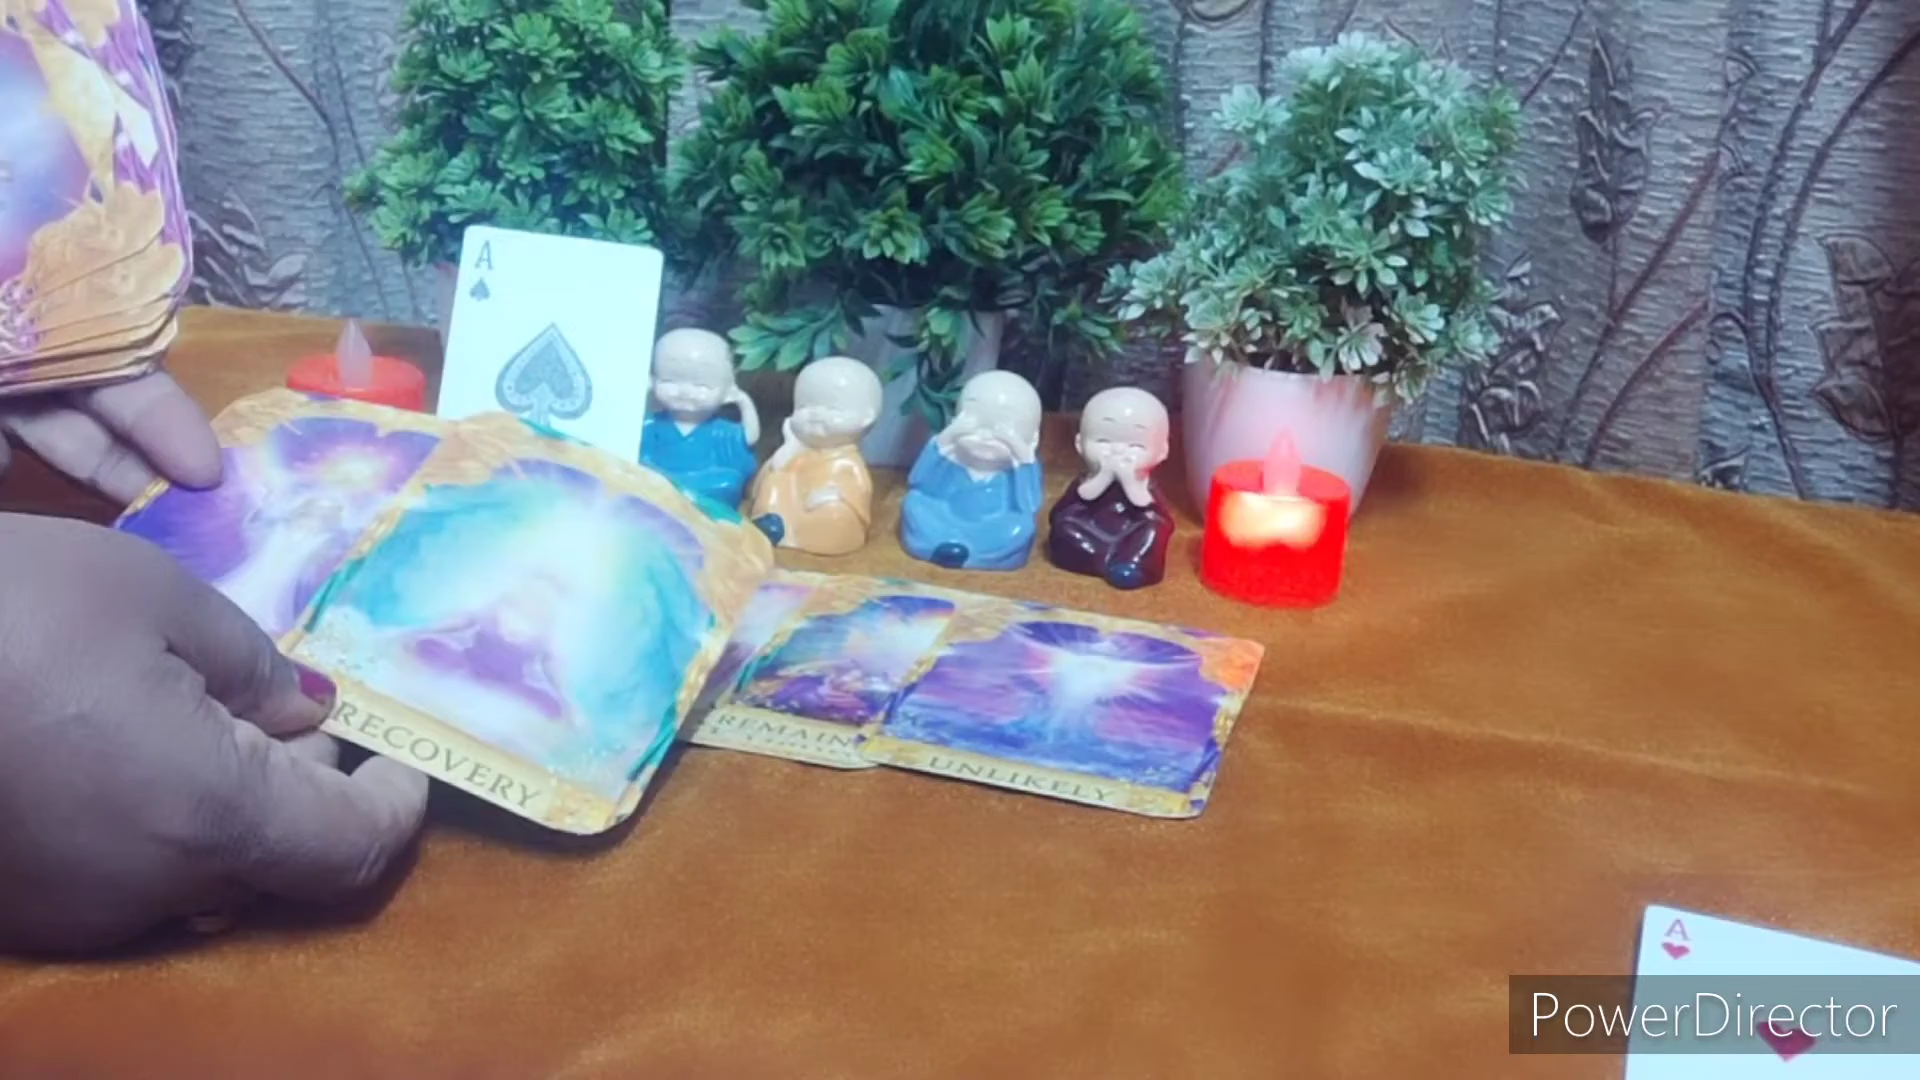 A
RECOVERY
REMAIN
UNLIKELY
A
PowerDirector